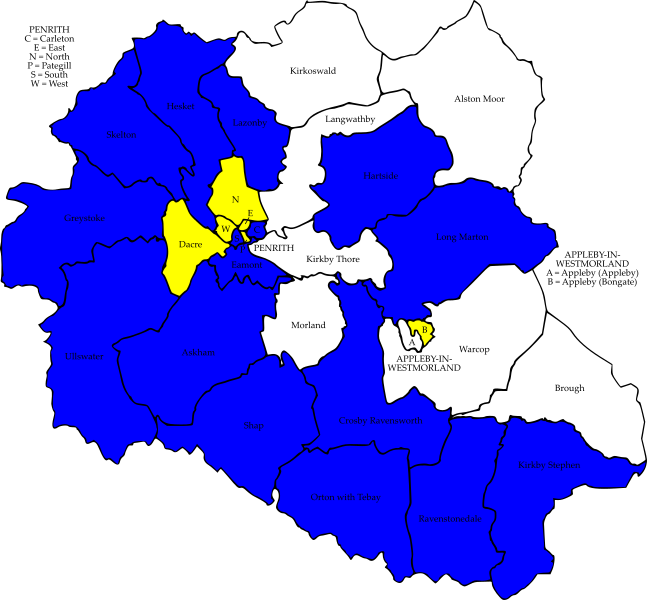 PENRITH
C = Carleton
E = East
N = North
P = Pategill
S = South
W = West
Kirkoswald
Alston Moor
Hesket
Langwathby
Lazonby
Skelton
Hartside
N
Greystoke
E
W
C
Long Marton
Dacre
PENRITH
Kirkby Thore
Eamont
APPLEBY-IN-
WESTMORLAND
A = Appleby (Appleby)
B = Appleby (Bongate)
Morland
B
A
Warcop
Ullswater
Askham
APPLEBY-IN-
WESTMORLAND
Brough
Shap
Crosby Ravensworth
Kirkby Stephen
Orton with Tebay
Ravenstonedale